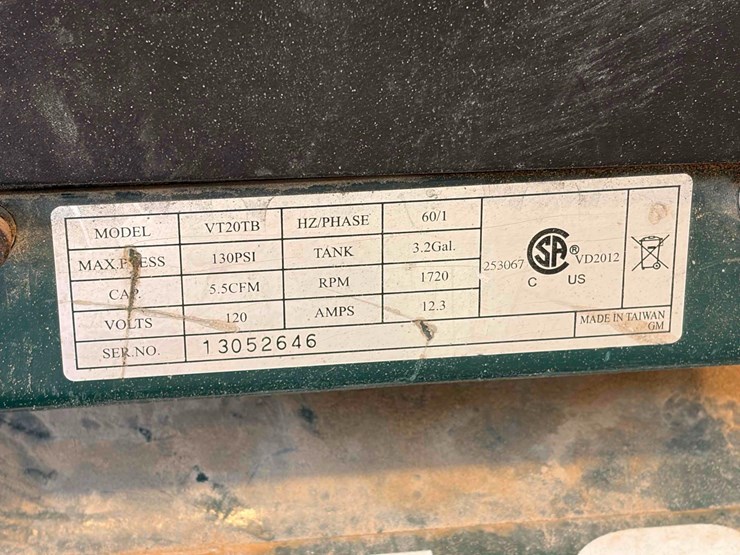 MODEL VT20TB HZ/PHASE 60/1
MAX.PRESS 130PSI TANK 3.2Gal.
CAP. 5.5CFM RPM 1720
VOLTS 120 AMPS 12.3
SER.NO. 13052646
253067 SA ® VD2012
C US
MADE IN TAIWAN
GM